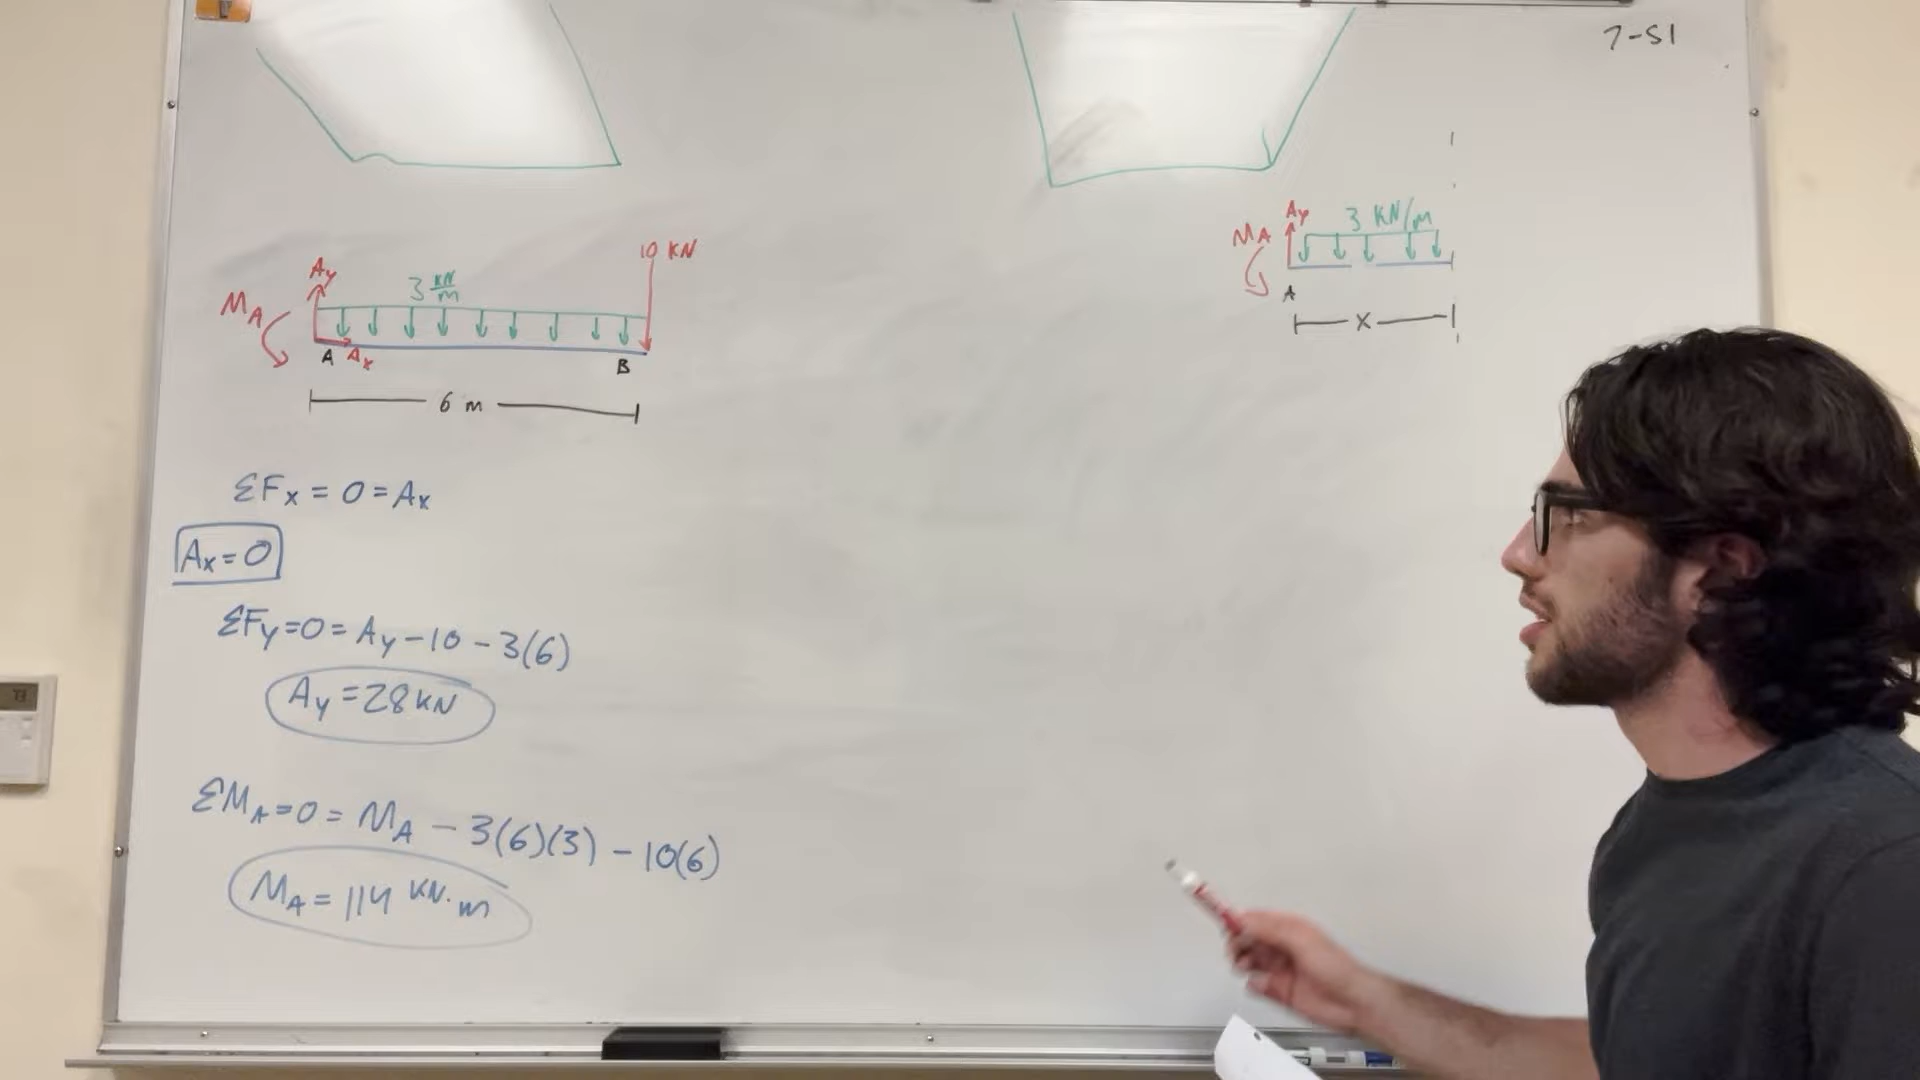 7-51
10 KN
Ay
3 KN/m
MA
A Ax
B
6 m
Ay
3 KN/m
MA
A
x
ΣFx = 0 = Ax
Ax = 0
ΣFy = 0 = Ay - 10 - 3(6)
Ay = 28 KN
ΣMA = 0 = MA - 3(6)(3) - 10(6)
MA = 114 KN·m